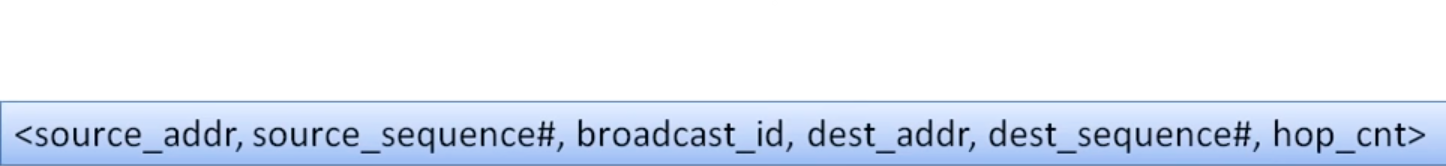 <source_addr, source_sequence#, broadcast_id, dest_addr, dest_sequence#, hop_cnt>